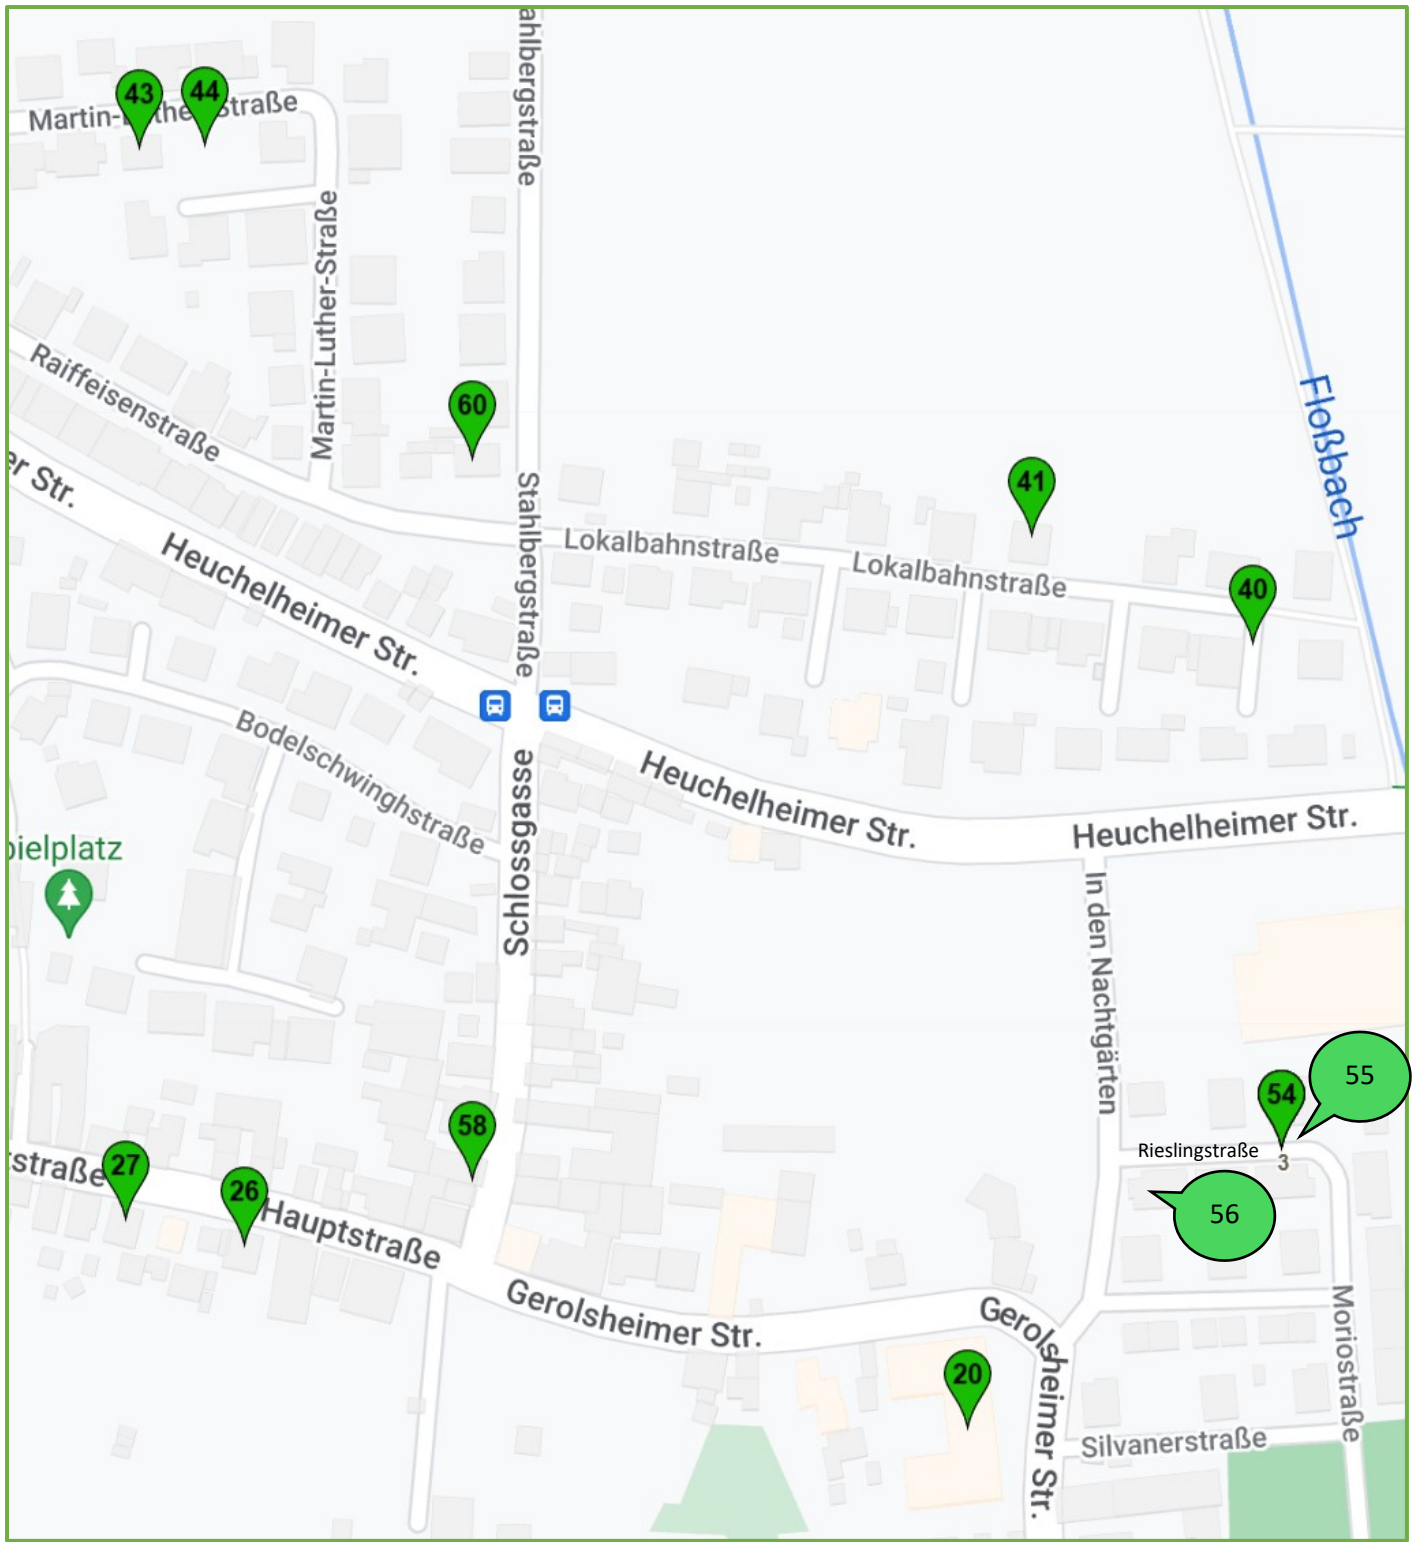 ahlbergstraße
43
44
Martin-Luther-Straße
Martin-Luther-Straße
Raiffeisenstraße
60
er Str.
Heuchelheimer Str.
Stahlbergstraße
41
Floßbach
Lokalbahnstraße
Lokalbahnstraße
40
Bodelschwinghstraße
Schlossgasse
Heuchelheimer Str.
Heuchelheimer Str.
pielplatz
In den Nachtgärten
55
54
58
Rieslingstraße
3
27
tstraße
26
56
Hauptstraße
Gerolsheimer Str.
Gerolsheimer Str.
20
Moriostraße
Silvanerstraße